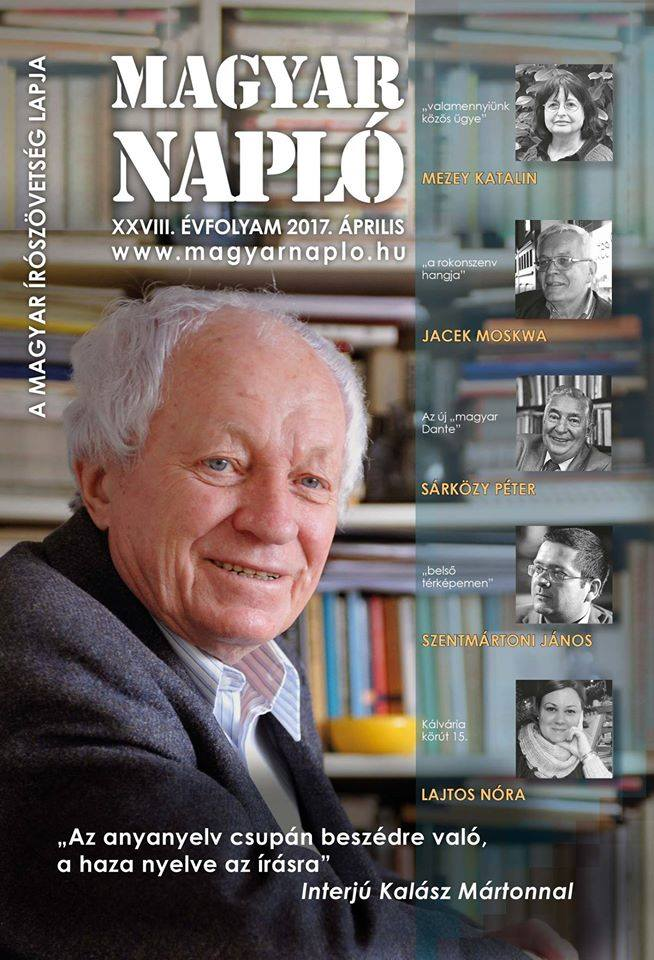 A MAGYAR ÍRÓSZÖVETSÉG LAPJA
MAGYAR
NAPLÓ
XXVIII. ÉVFOLYAM 2017. ÁPRILIS
www.magyarnaplo.hu
„valamennyiünk
közös ügye”
MEZEY KATALIN
„a rokonszenv
hangja”
JACEK MOSKWA
Az új „magyar
Dante”
SÁRKÖZY PÉTER
„belső
térképemen”
SZENTMÁRTONI JÁNOS
Kálvária
körút 15.
LAJTOS NÓRA
„Az anyanyelv csupán beszédre való,
a haza nyelve az írásra”
Interjú Kalász Mártonnal